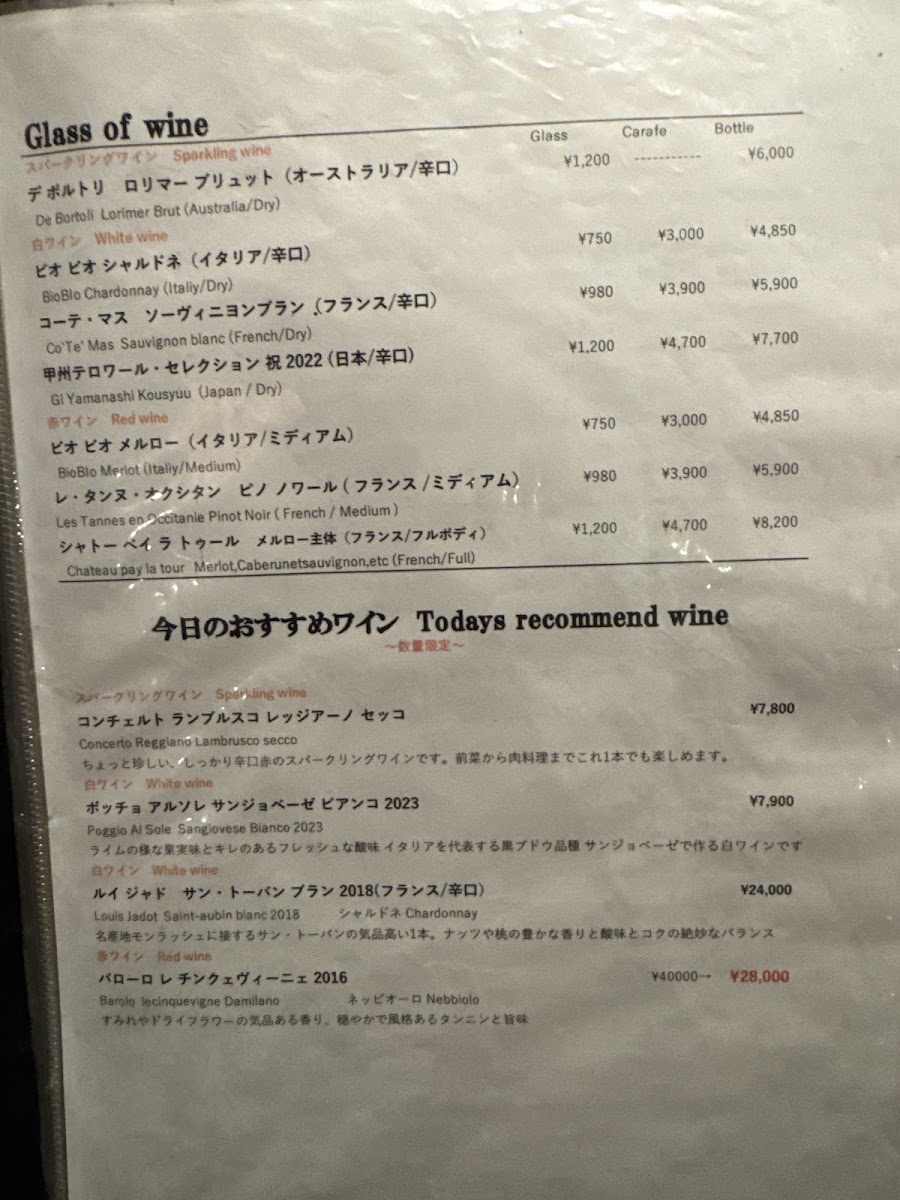 Glass of wine
Glass Carafe Bottle
スパークリングワイン Sparkling wine
デ ボルトリ ロリマー ブリュット（オーストラリア/辛口） ¥1,200 ----------- ¥6,000
De Bortoli Lorimer Brut (Australia/Dry)
白ワイン White wine
ビオ ビオ シャルドネ（イタリア/辛口） ¥750 ¥3,000 ¥4,850
BioBio Chardonnay (Italiy/Dry)
コーテ・マス ソーヴィニヨンブラン（フランス/辛口） ¥980 ¥3,900 ¥5,900
Co'Te' Mas Sauvignon blanc (French/Dry)
甲州テロワール・セレクション 祝 2022（日本/辛口） ¥1,200 ¥4,700 ¥7,700
Gi Yamanashi Kousyuu (Japan / Dry)
赤ワイン Red wine
ビオ ビオ メルロー（イタリア/ミディアム） ¥750 ¥3,000 ¥4,850
BioBio Merlot (Italiy/Medium)
レ・タンヌ・オクシタン ピノ ノワール ( フランス /ミディアム） ¥980 ¥3,900 ¥5,900
Les Tannes en Occitanie Pinot Noir ( French / Medium )
シャトー ペイ ラ トゥール メルロー主体（フランス/フルボディ） ¥1,200 ¥4,700 ¥8,200
Chateau pay la tour Merlot,Caberunetsauvignon,etc (French/Full)
今日のおすすめワイン Todays recommend wine
〜数量限定〜
スパークリングワイン Sparkling wine
コンチェルト ランブルスコ レッジアーノ セッコ ¥7,800
Concerto Reggiano Lambrusco secco
ちょっと珍しい、しっかり辛口赤のスパークリングワインです。前菜から肉料理までこれ1本でも楽しめます。
白ワイン White wine
ポッチョ アルソレ サンジョベーゼ ビアンコ 2023 ¥7,900
Poggio Al Sole Sangiovese Bianco 2023
ライムの様な果実味とキレのあるフレッシュな酸味 イタリアを代表する黒ブドウ品種 サンジョベーゼで作る白ワインです
白ワイン White wine
ルイ ジャド サン・トーバン ブラン 2018(フランス/辛口） ¥24,000
Louis Jadot Saint-aubin blanc 2018 シャルドネ Chardonnay
名産地モンラッシェに接するサン・トーバンの気品高い1本。ナッツや桃の豊かな香りと酸味とコクの絶妙なバランス
赤ワイン Red wine
バローロ レ チンクェヴィーニェ 2016 ¥40000→ ¥28,000
Barolo lecinquevigne Damilano ネッビオーロ Nebbiolo
すみれやドライフラワーの気品ある香り。穏やかで風格あるタンニンと旨味